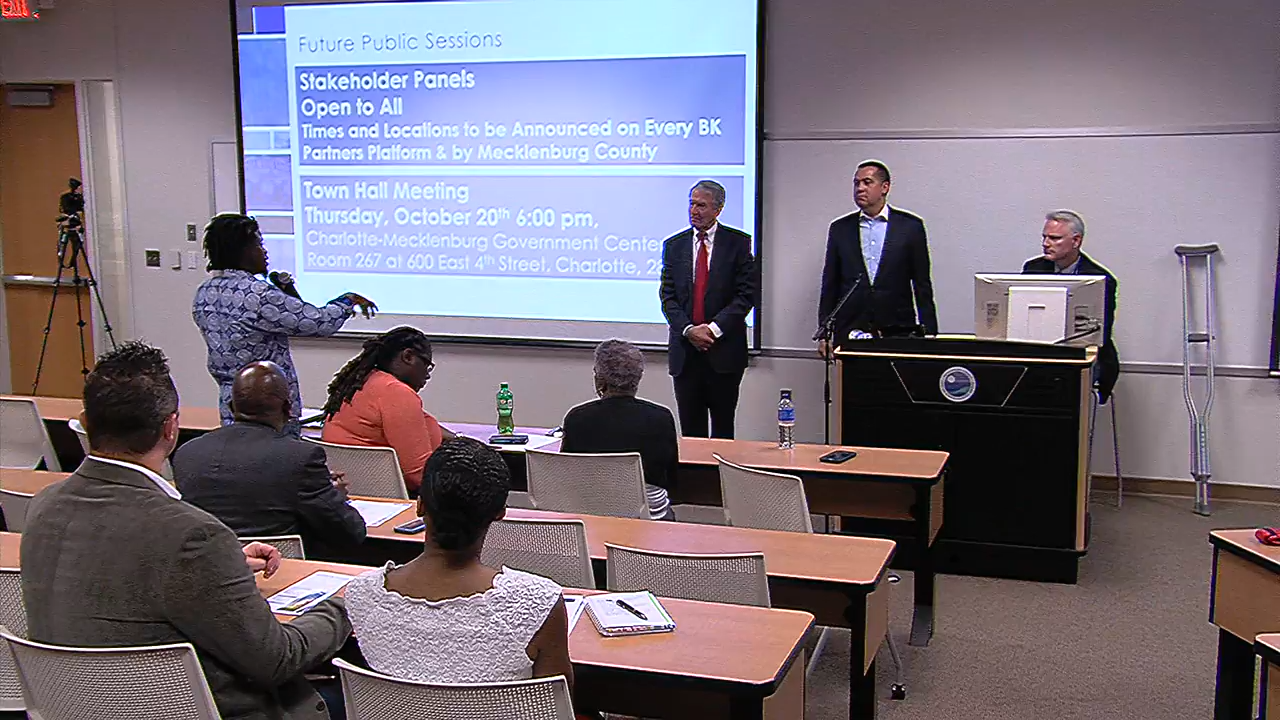 EXIT
Future Public Sessions
Stakeholder Panels
Open to All
Times and Locations to be Announced on Every BK
Partners Platform & by Mecklenburg County
Town Hall Meeting
Thursday, October 20th 6:00 pm,
Charlotte-Mecklenburg Government Center
Room 267 at 600 East 4th Street, Charlotte, 28